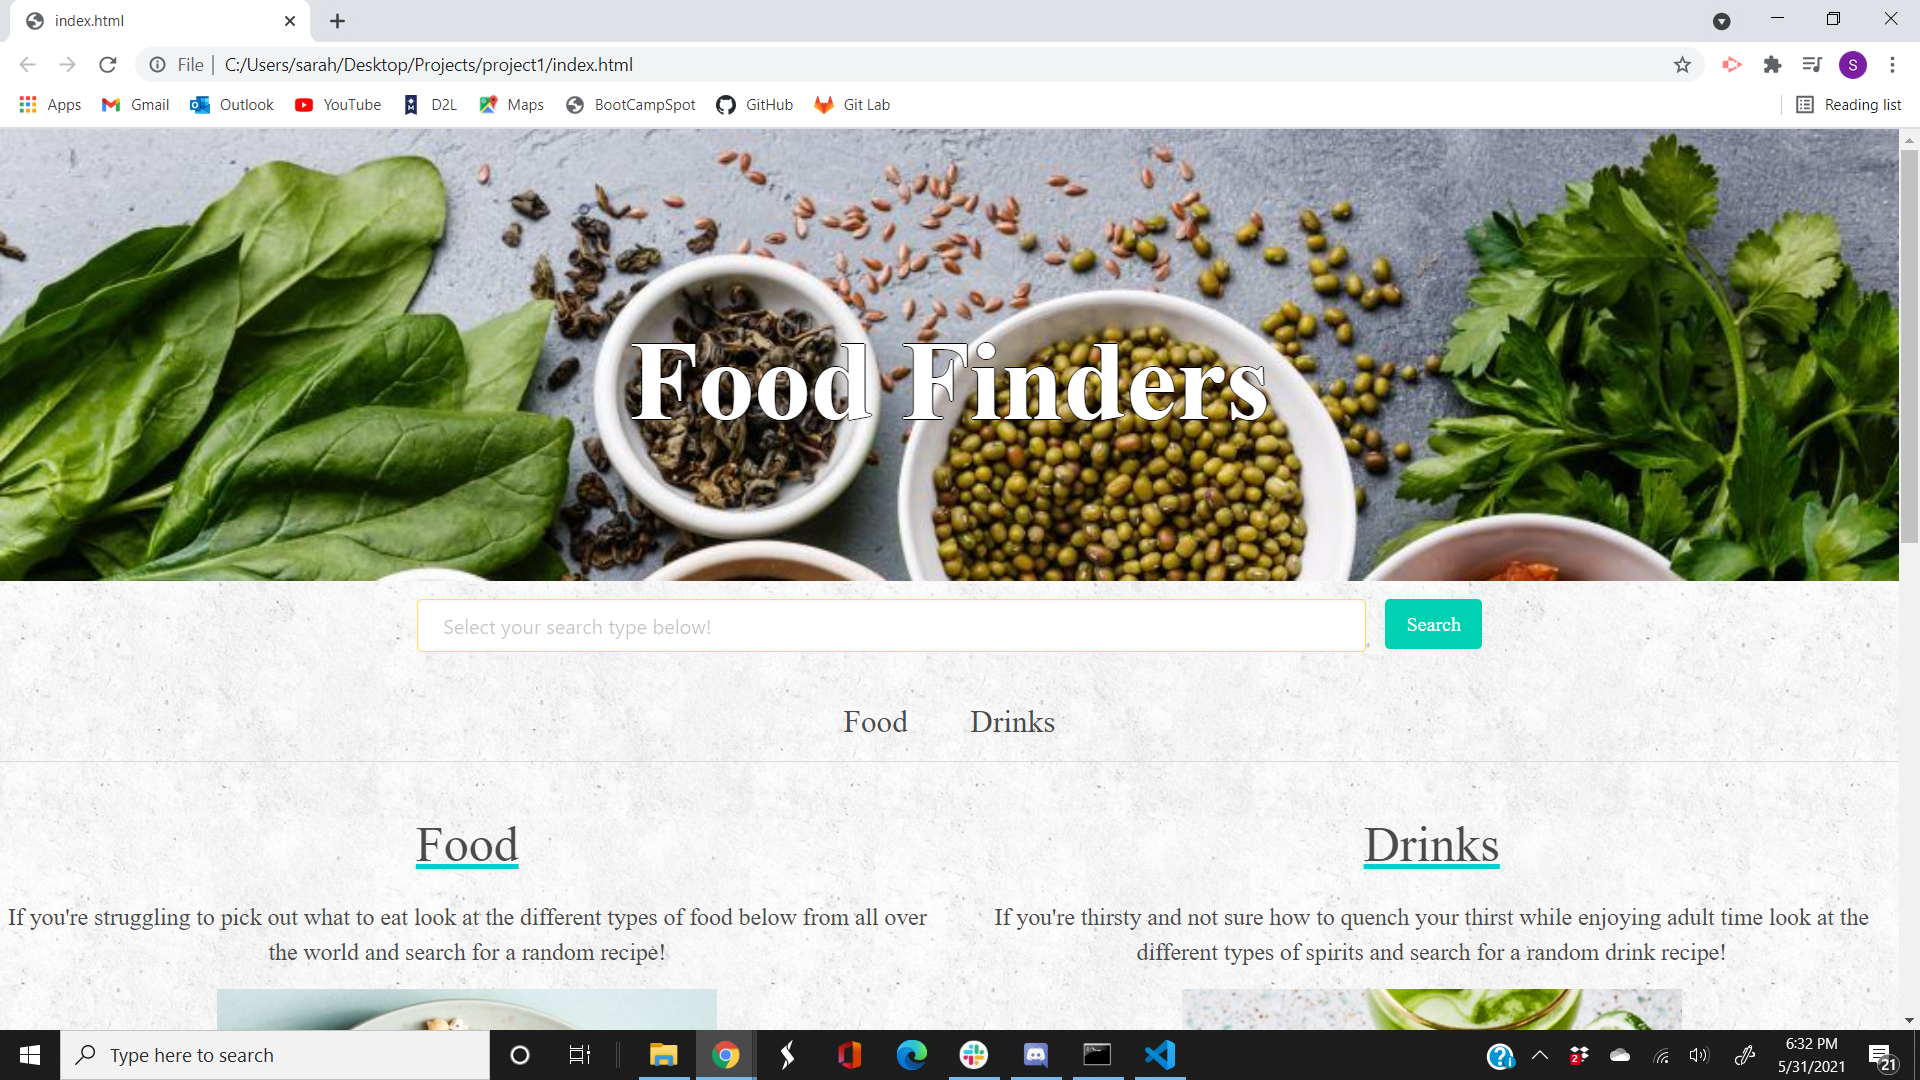 index.html
File | C:/Users/sarah/Desktop/Projects/project1/index.html
S
Apps Gmail Outlook YouTube D2L Maps BootCampSpot GitHub Git Lab Reading list
Food Finders
Select your search type below!
Search
Food Drinks
Food
If you're struggling to pick out what to eat look at the different types of food below from all over
the world and search for a random recipe!
Drinks
If you're thirsty and not sure how to quench your thirst while enjoying adult time look at the
different types of spirits and search for a random drink recipe!
Type here to search
2
6:32 PM
5/31/2021
21